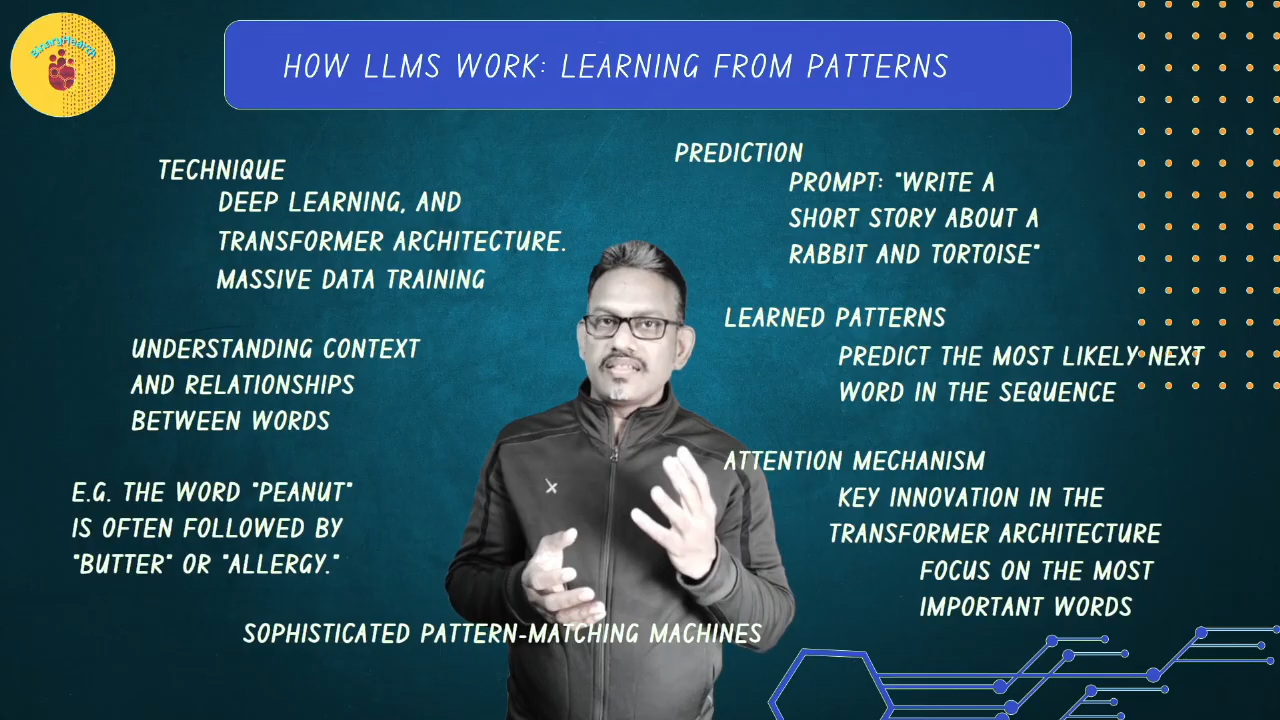 BinaryHearth
HOW LLMS WORK: LEARNING FROM PATTERNS
TECHNIQUE
DEEP LEARNING, AND
TRANSFORMER ARCHITECTURE.
MASSIVE DATA TRAINING
UNDERSTANDING CONTEXT
AND RELATIONSHIPS
BETWEEN WORDS
E.G. THE WORD "PEANUT"
IS OFTEN FOLLOWED BY
"BUTTER" OR "ALLERGY."
SOPHISTICATED PATTERN-MATCHING MACHINES
PREDICTION
PROMPT: "WRITE A
SHORT STORY ABOUT A
RABBIT AND TORTOISE"
LEARNED PATTERNS
PREDICT THE MOST LIKELY NEXT
WORD IN THE SEQUENCE
ATTENTION MECHANISM
KEY INNOVATION IN THE
TRANSFORMER ARCHITECTURE
FOCUS ON THE MOST
IMPORTANT WORDS